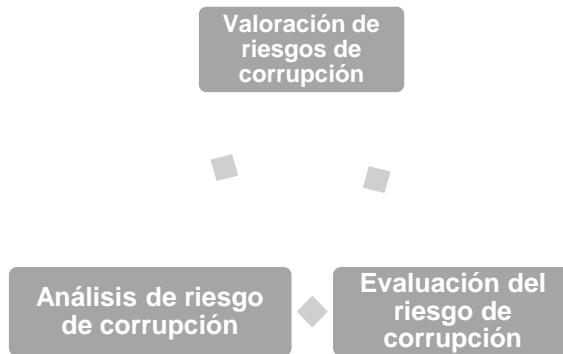 Valoración de
riesgos de
corrupción
Análisis de riesgo
de corrupción
Evaluación del
riesgo de
corrupción